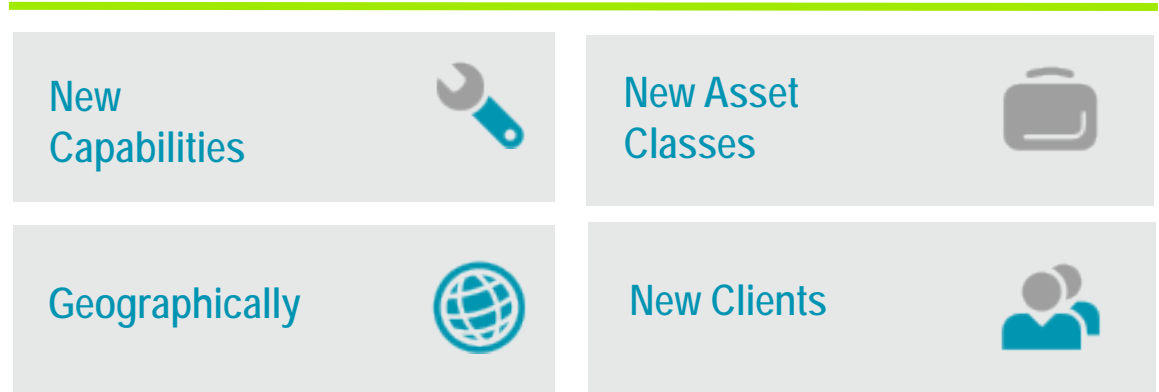 New
Capabilities
New Asset
Classes
Geographically
New Clients